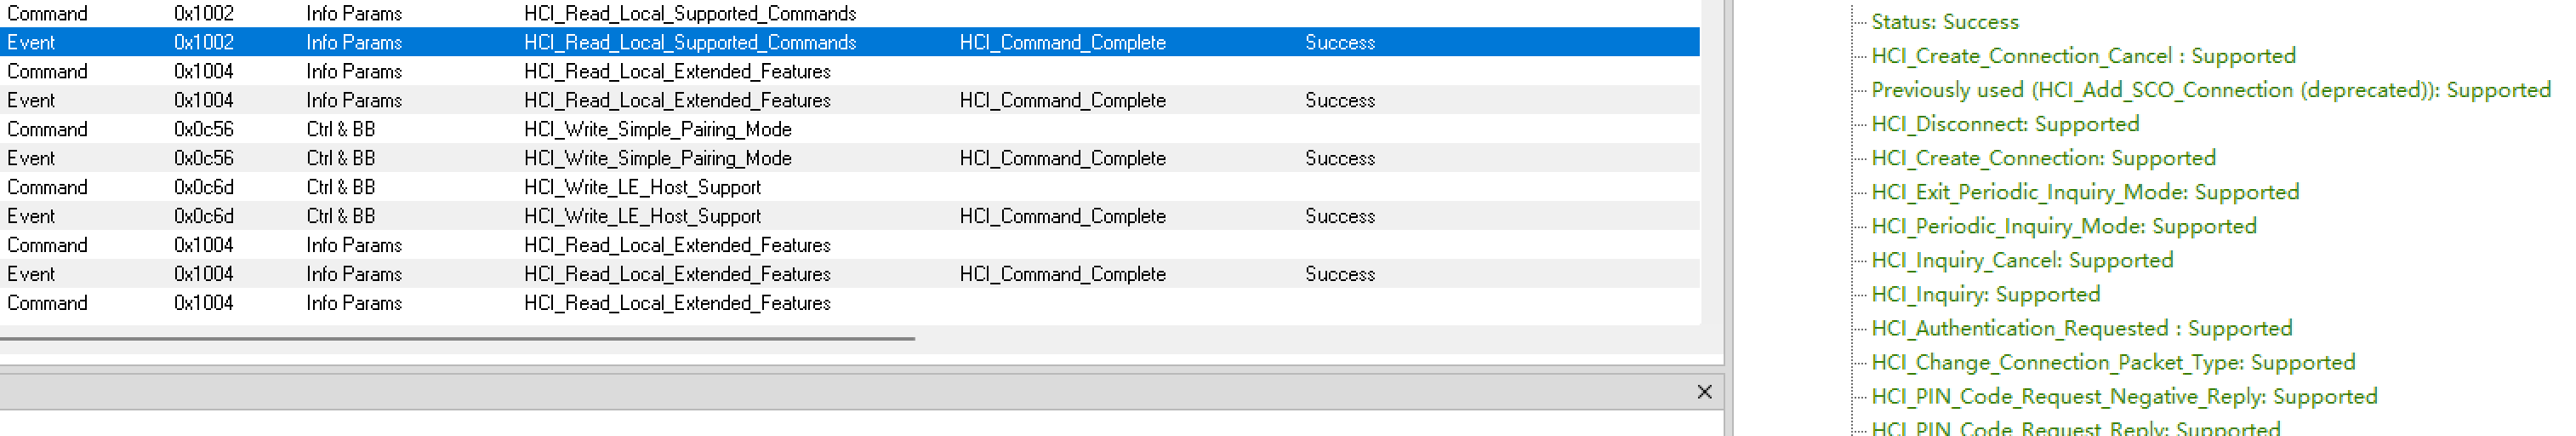 Command 0x1002 Info Params HCI_Read_Local_Supported_Commands
Event 0x1002 Info Params HCI_Read_Local_Supported_Commands HCI_Command_Complete Success
Command 0x1004 Info Params HCI_Read_Local_Extended_Features
Event 0x1004 Info Params HCI_Read_Local_Extended_Features HCI_Command_Complete Success
Command 0x0c56 Ctrl & BB HCI_Write_Simple_Pairing_Mode
Event 0x0c56 Ctrl & BB HCI_Write_Simple_Pairing_Mode HCI_Command_Complete Success
Command 0x0c6d Ctrl & BB HCI_Write_LE_Host_Support
Event 0x0c6d Ctrl & BB HCI_Write_LE_Host_Support HCI_Command_Complete Success
Command 0x1004 Info Params HCI_Read_Local_Extended_Features
Event 0x1004 Info Params HCI_Read_Local_Extended_Features HCI_Command_Complete Success
Command 0x1004 Info Params HCI_Read_Local_Extended_Features
Status: Success
HCI_Create_Connection_Cancel : Supported
Previously used (HCI_Add_SCO_Connection (deprecated)): Supported
HCI_Disconnect: Supported
HCI_Create_Connection: Supported
HCI_Exit_Periodic_Inquiry_Mode: Supported
HCI_Periodic_Inquiry_Mode: Supported
HCI_Inquiry_Cancel: Supported
HCI_Inquiry: Supported
HCI_Authentication_Requested : Supported
HCI_Change_Connection_Packet_Type: Supported
HCI_PIN_Code_Request_Negative_Reply: Supported
HCI_PIN_Code_Request_Reply: Supported